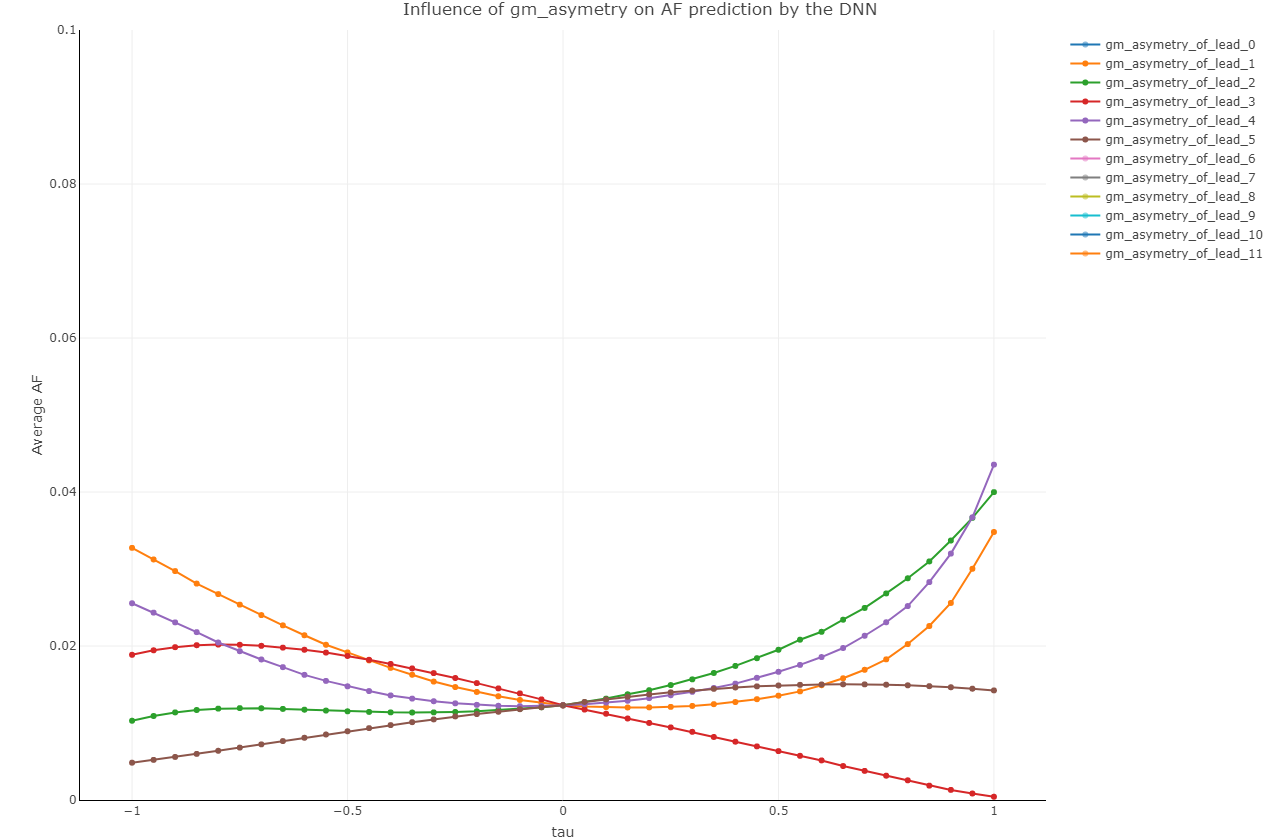 Influence of gm_asymetry on AF prediction by the DNN
0.1
0.08
0.06
0.04
0.02
0
Average AF
−1
−0.5
0
0.5
1
tau
gm_asymetry_of_lead_0
gm_asymetry_of_lead_1
gm_asymetry_of_lead_2
gm_asymetry_of_lead_3
gm_asymetry_of_lead_4
gm_asymetry_of_lead_5
gm_asymetry_of_lead_6
gm_asymetry_of_lead_7
gm_asymetry_of_lead_8
gm_asymetry_of_lead_9
gm_asymetry_of_lead_10
gm_asymetry_of_lead_11